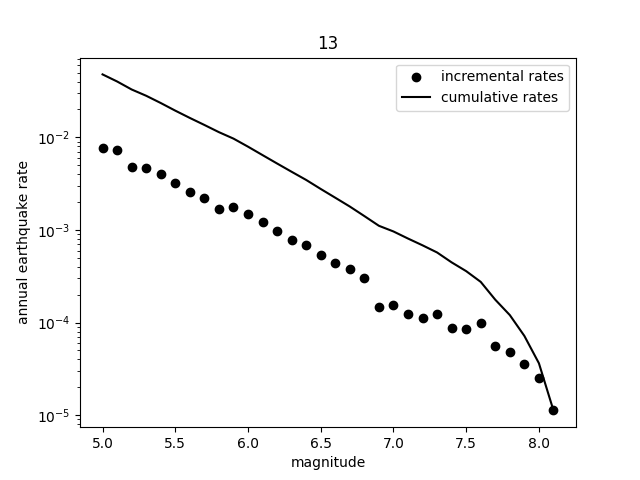 13
incremental rates
cumulative rates
annual earthquake rate
10⁻²
10⁻³
10⁻⁴
10⁻⁵
5.0 5.5 6.0 6.5 7.0 7.5 8.0
magnitude